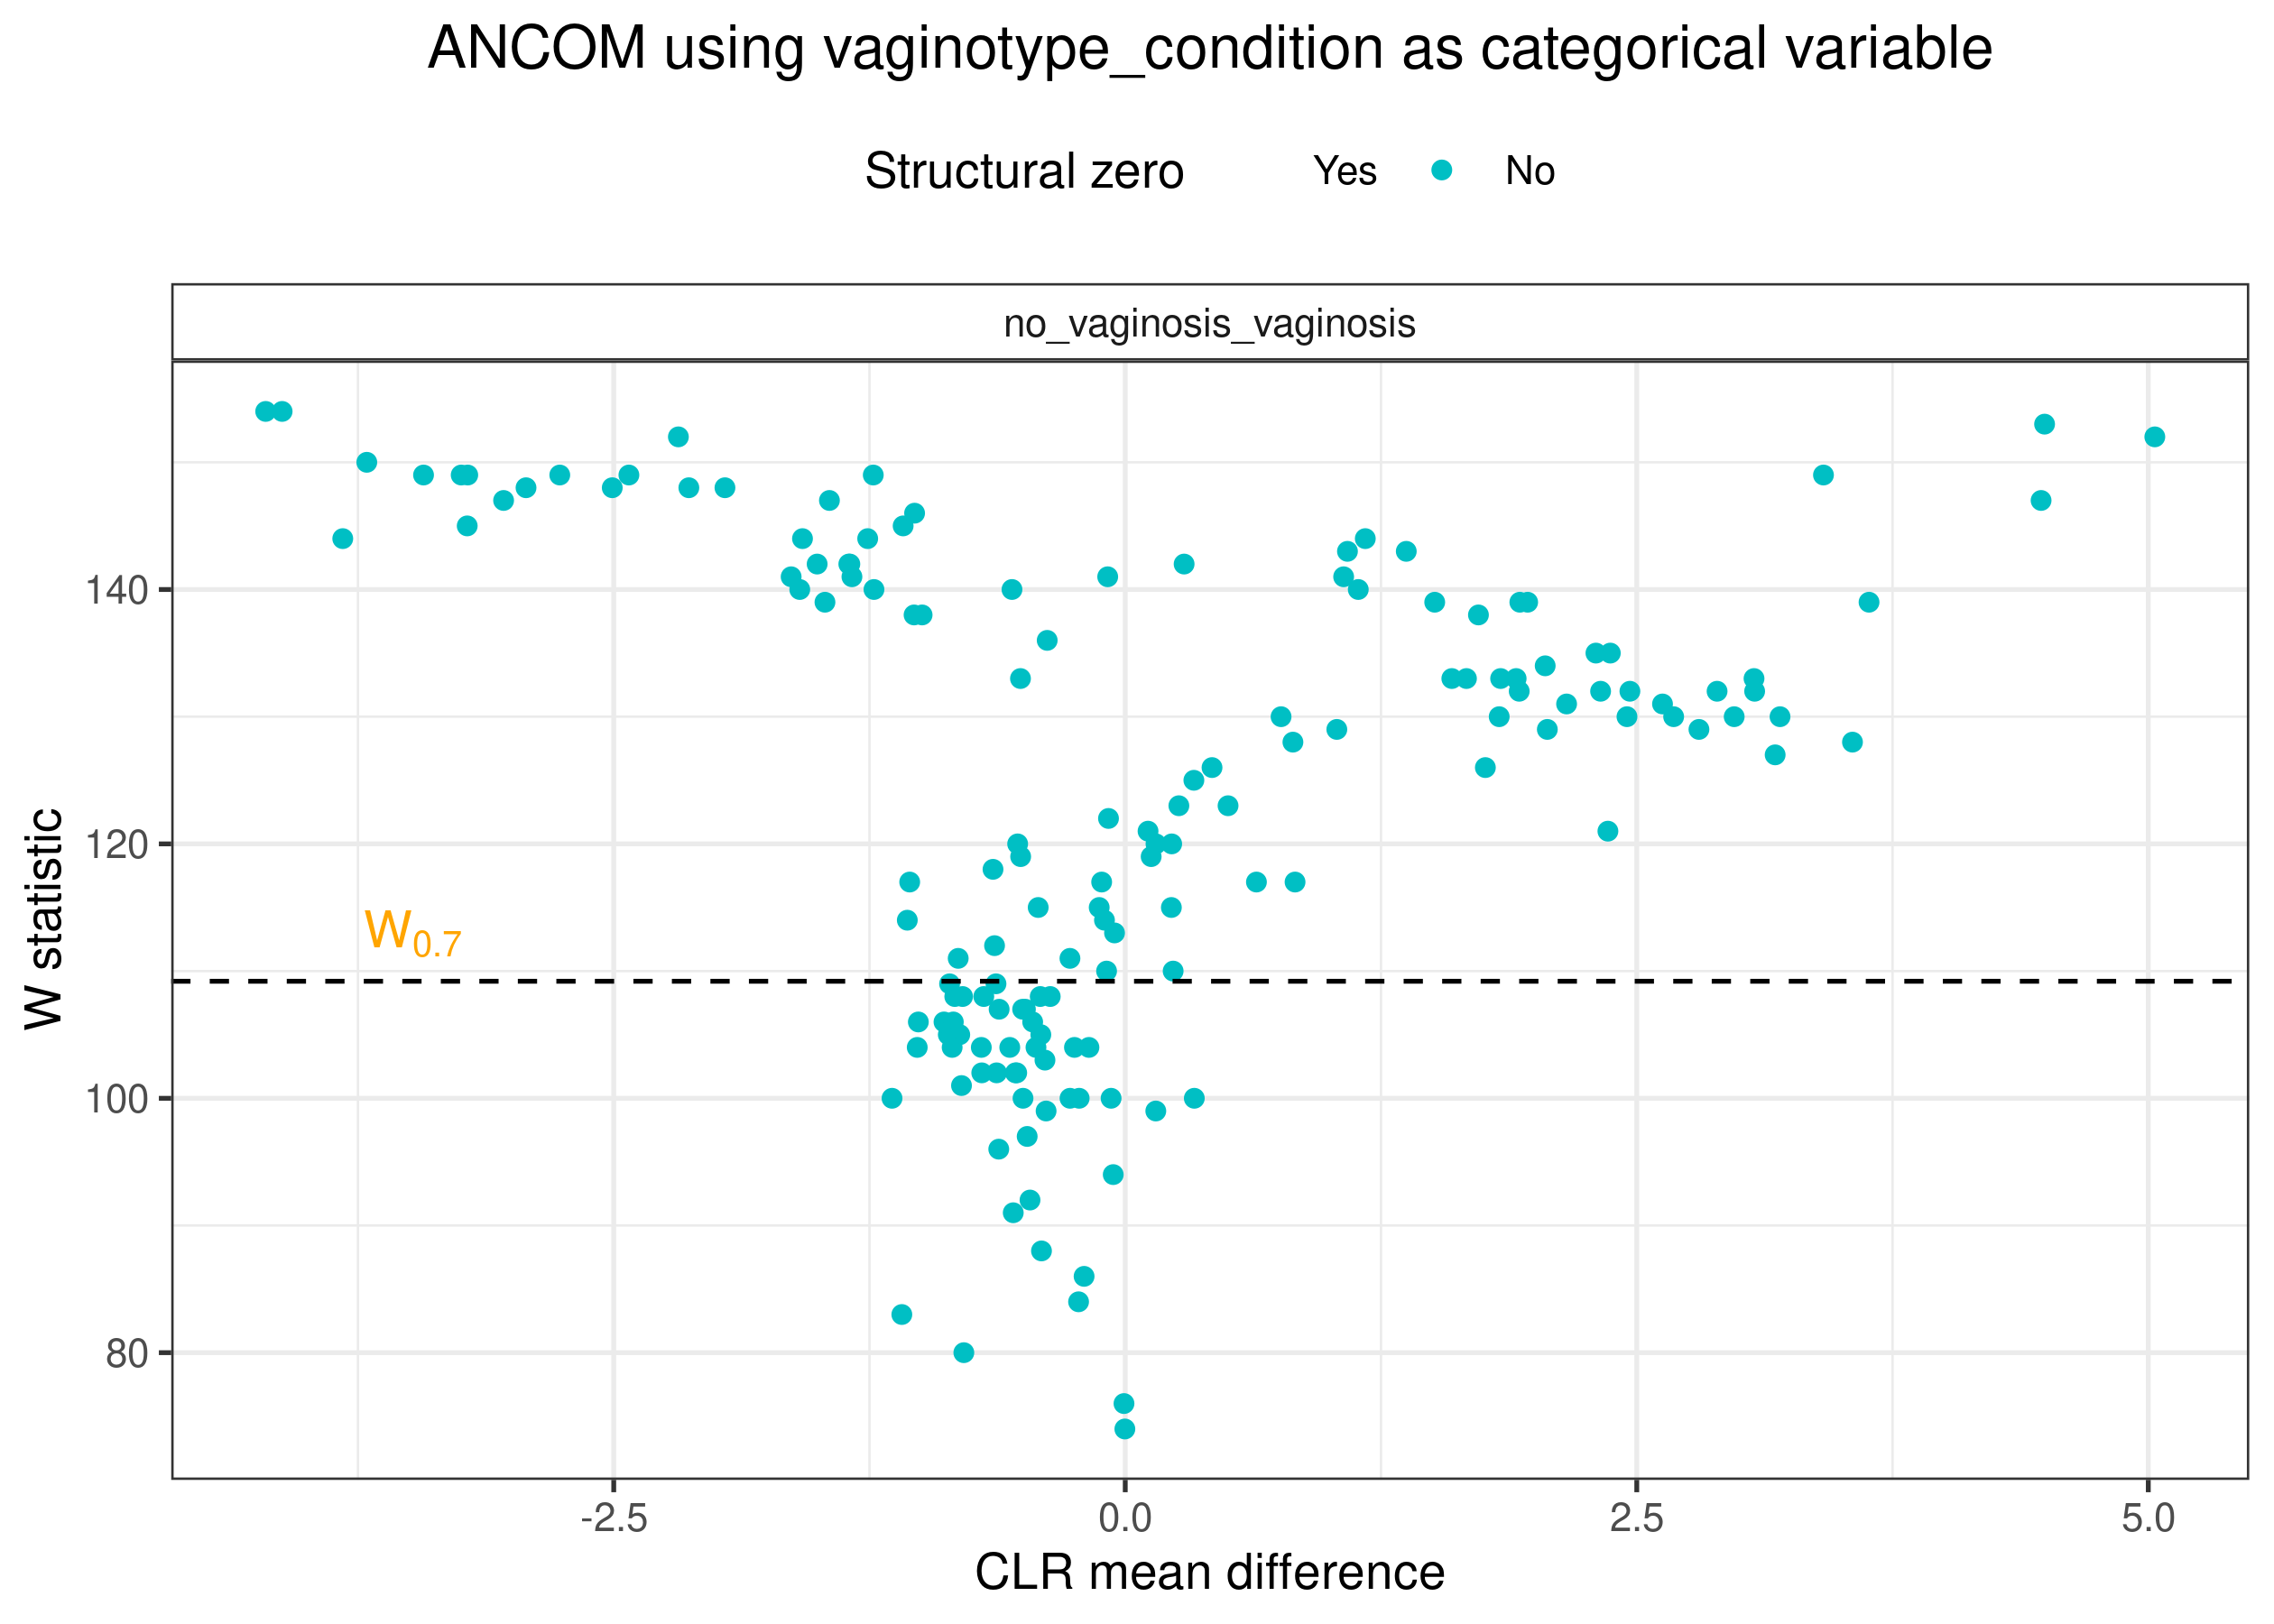 ANCOM using vaginotype_condition as categorical variable
Structural zero Yes No
no_vaginosis_vaginosis
W statistic
140
120
100
80
W0.7
-2.5 0.0 2.5 5.0
CLR mean difference